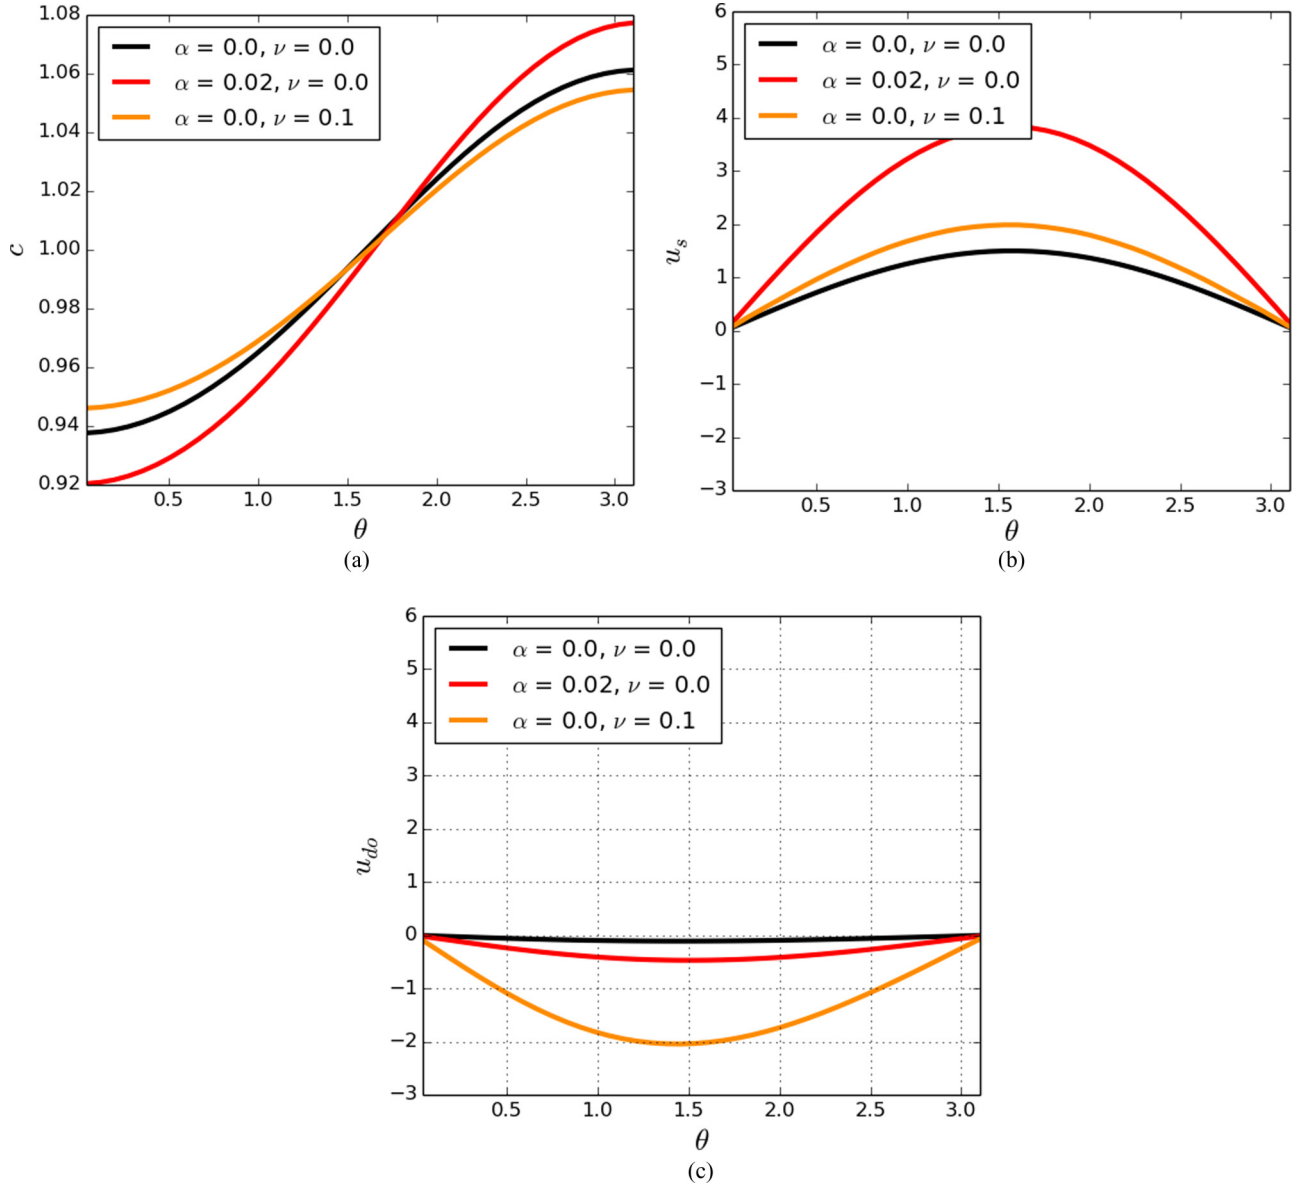 1.08
1.06
1.04
1.02
1.00
0.98
0.96
0.94
0.92
c
α = 0.0, ν = 0.0
α = 0.02, ν = 0.0
α = 0.0, ν = 0.1
0.5 1.0 1.5 2.0 2.5 3.0
θ
(a)
6
5
4
3
2
1
0
−1
−2
−3
u_s
α = 0.0, ν = 0.0
α = 0.02, ν = 0.0
α = 0.0, ν = 0.1
0.5 1.0 1.5 2.0 2.5 3.0
θ
(b)
6
5
4
3
2
1
0
−1
−2
−3
u_do
α = 0.0, ν = 0.0
α = 0.02, ν = 0.0
α = 0.0, ν = 0.1
0.5 1.0 1.5 2.0 2.5 3.0
θ
(c)